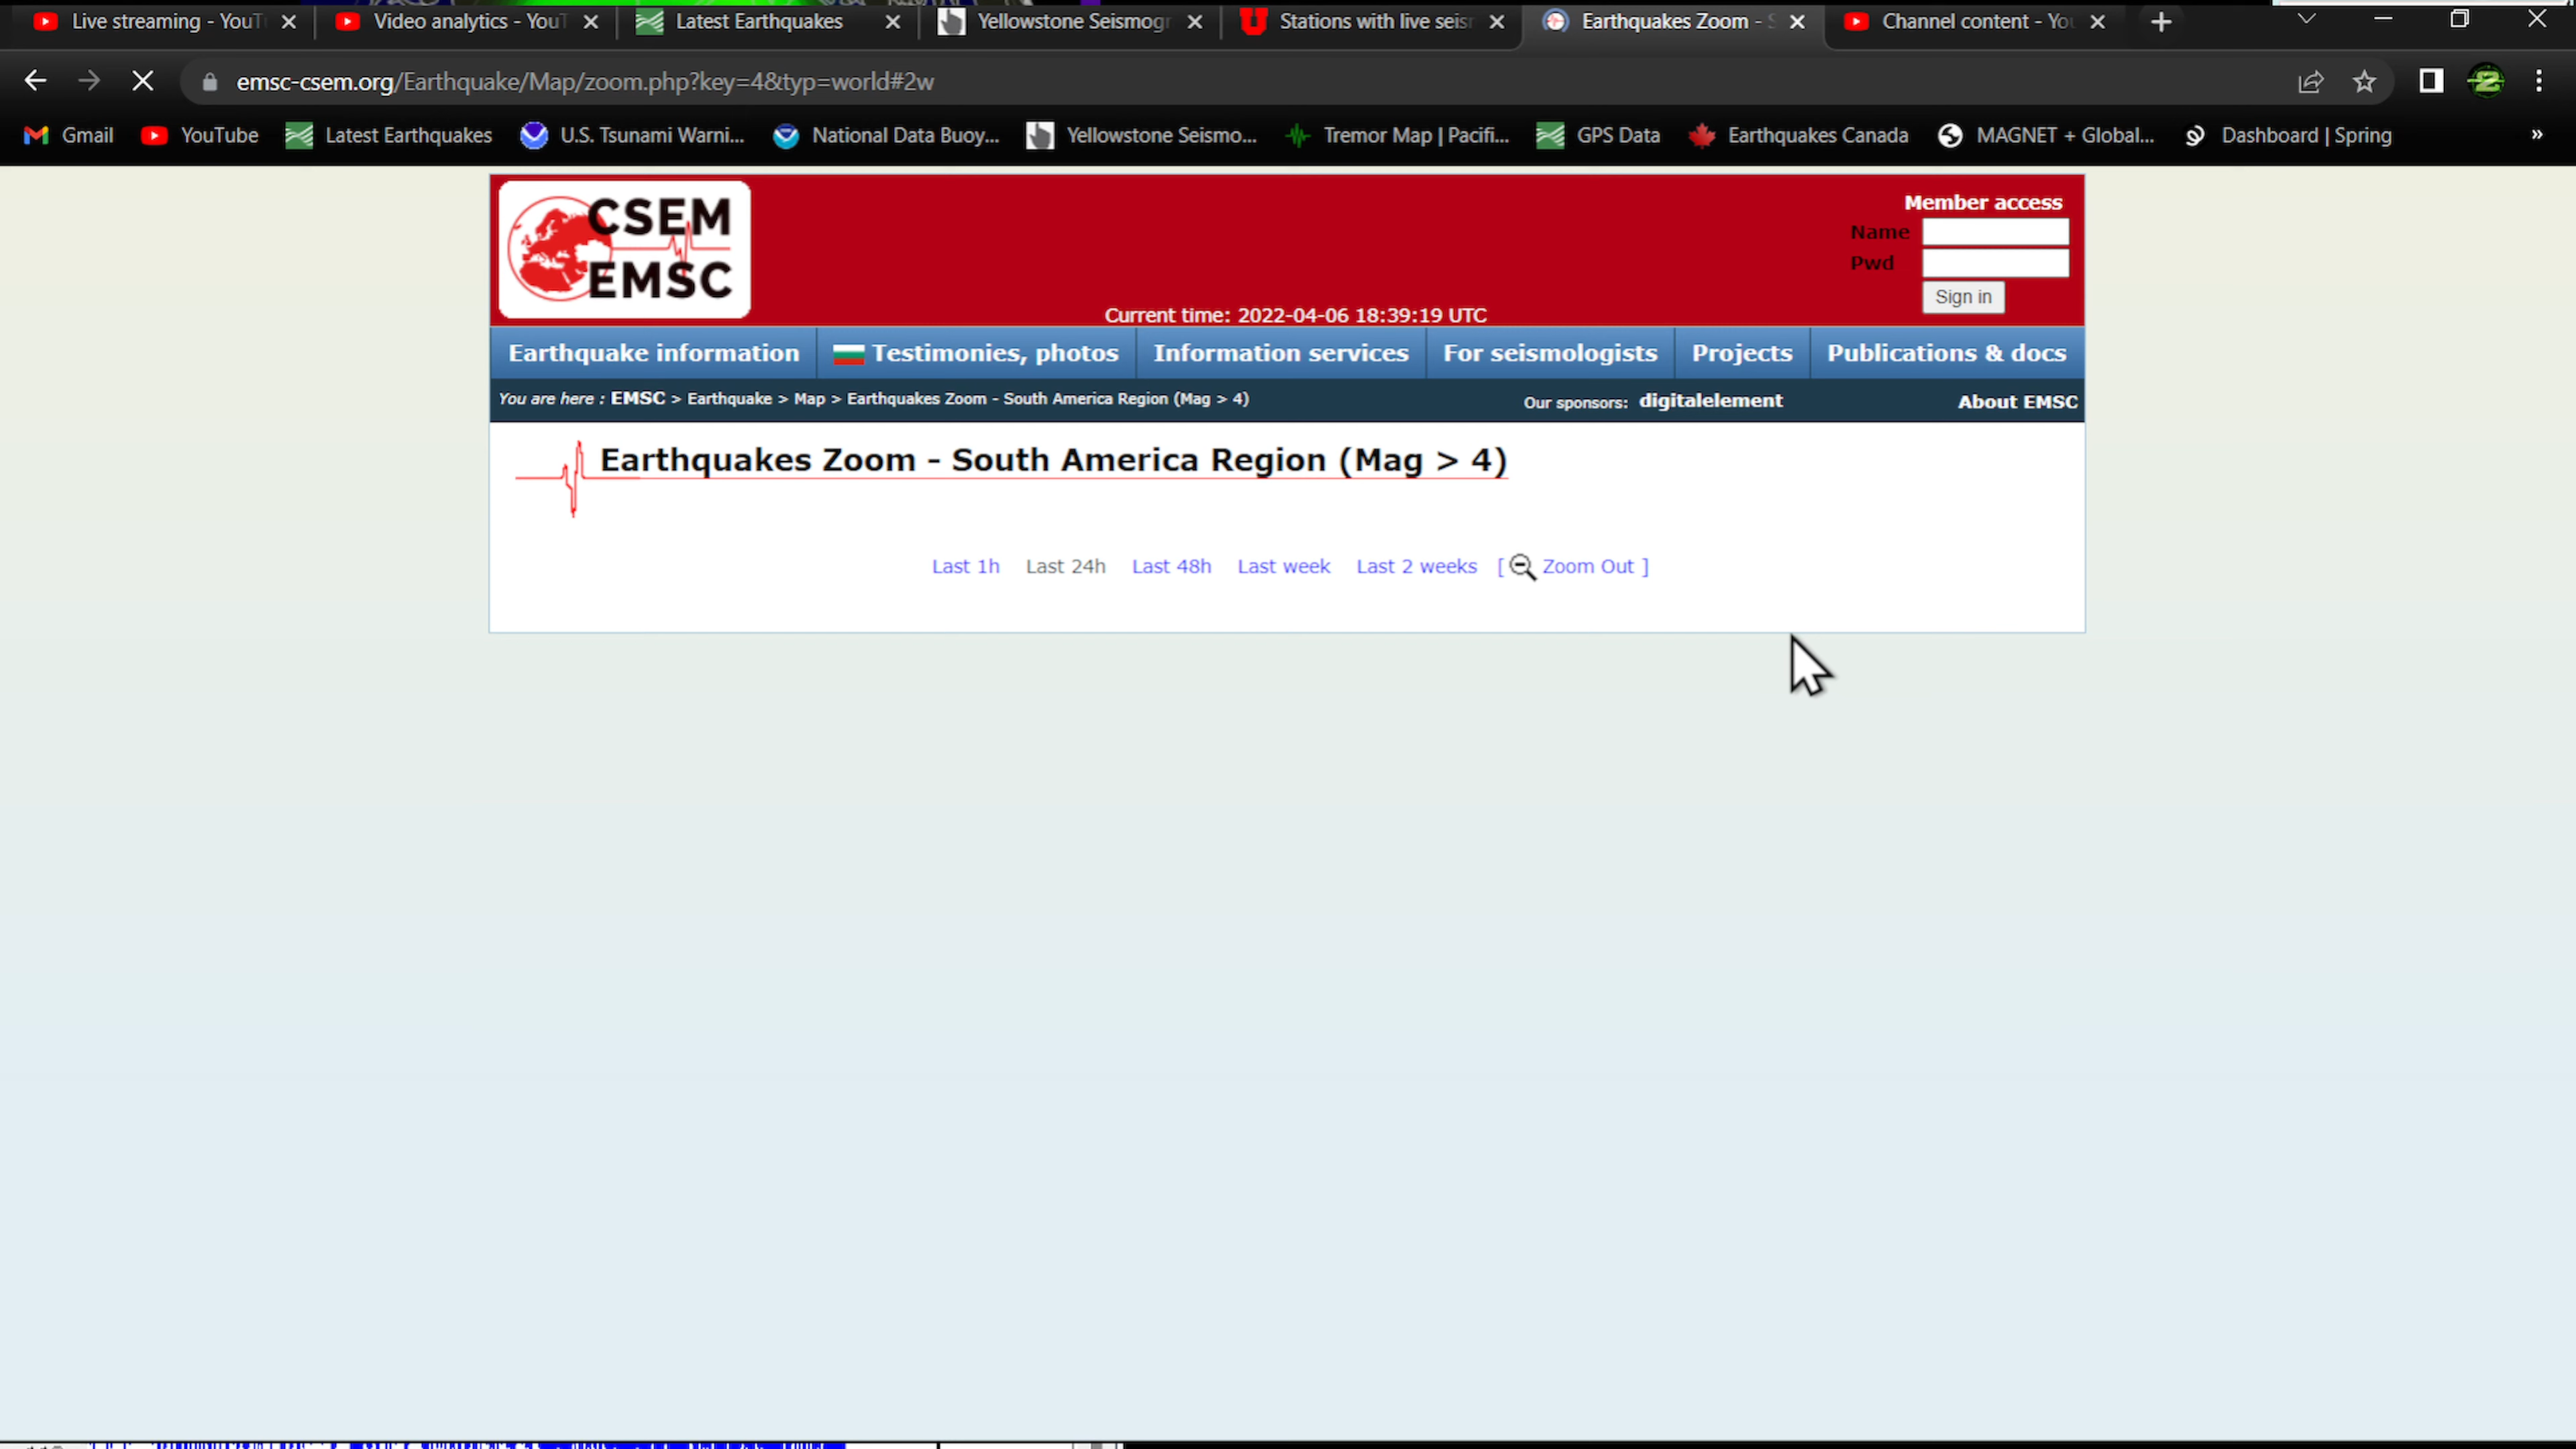 Live streaming - YouT
Video analytics - YouT
Latest Earthquakes
Yellowstone Seismogr
Stations with live seisr
Earthquakes Zoom - S
Channel content - You
emsc-csem.org/Earthquake/Map/zoom.php?key=4&typ=world#2w
Gmail
YouTube
Latest Earthquakes
U.S. Tsunami Warni...
National Data Buoy...
Yellowstone Seismo...
Tremor Map | Pacifi...
GPS Data
Earthquakes Canada
MAGNET + Global...
Dashboard | Spring
»
CSEM
EMSC
Member access
Name
Pwd
Sign in
Current time: 2022-04-06 18:39:19 UTC
Earthquake information
Testimonies, photos
Information services
For seismologists
Projects
Publications & docs
You are here : EMSC > Earthquake > Map > Earthquakes Zoom - South America Region (Mag > 4)
Our sponsors: digitalelement
About EMSC
Earthquakes Zoom - South America Region (Mag > 4)
Last 1h Last 24h Last 48h Last week Last 2 weeks [ Zoom Out ]